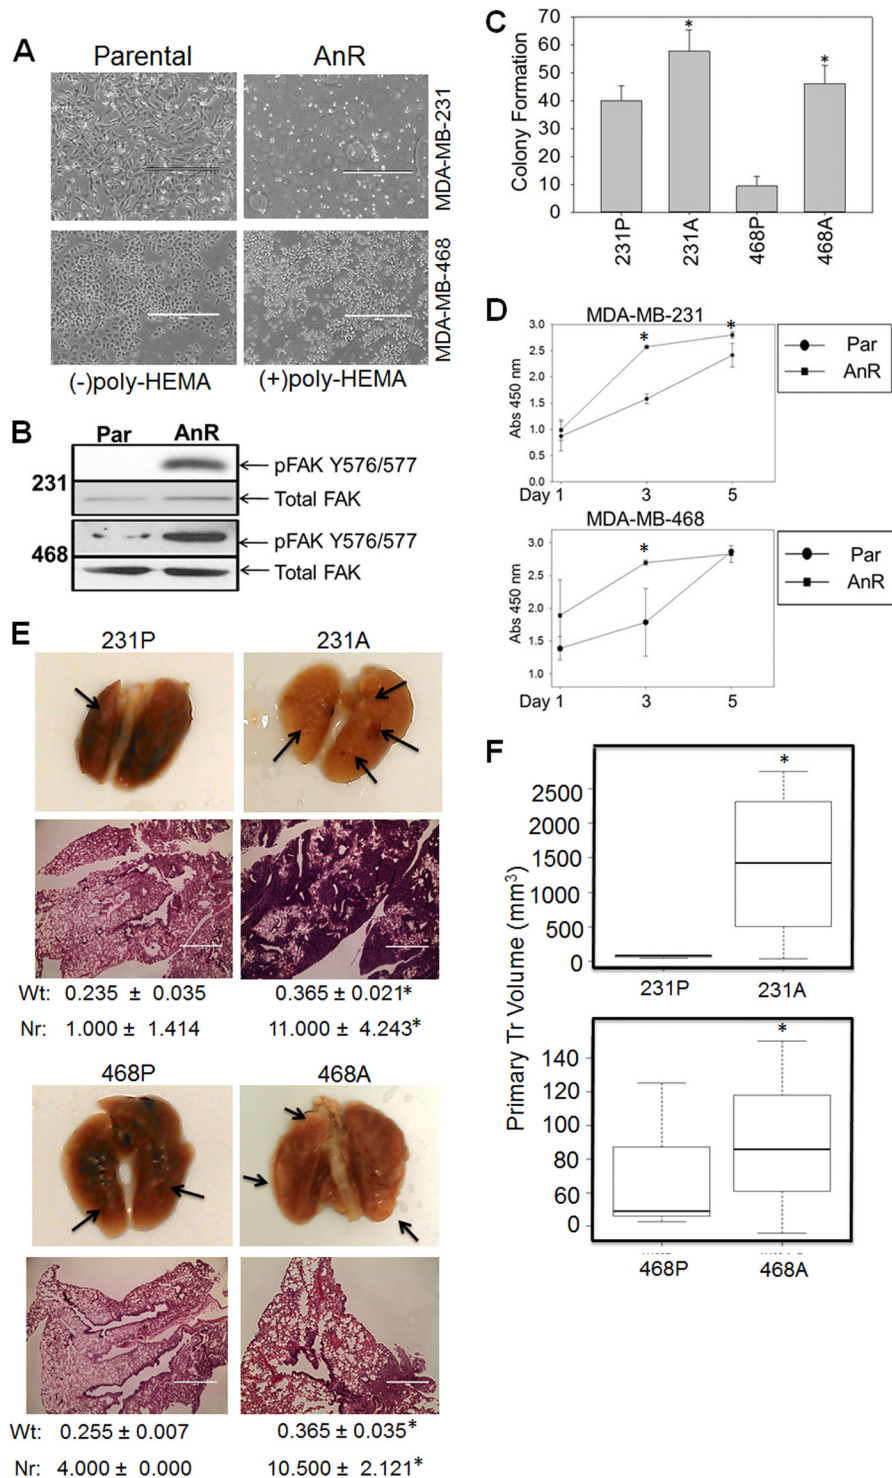 A
Parental
AnR
MDA-MB-231
MDA-MB-468
(-)poly-HEMA
(+)poly-HEMA
B
Par
AnR
231
pFAK Y576/577
Total FAK
468
pFAK Y576/577
Total FAK
C
Colony Formation
70
60
50
40
30
20
10
0
*
*
231P
231A
468P
468A
D
MDA-MB-231
Abs 450 nm
3.0
2.5
2.0
1.5
1.0
0.5
0.0
*
*
Day 1
3
5
Par
AnR
MDA-MB-468
Abs 450 nm
3.0
2.5
2.0
1.5
1.0
*
Day 1
3
5
Par
AnR
E
231P
231A
Wt: 0.235 ± 0.035
0.365 ± 0.021*
Nr: 1.000 ± 1.414
11.000 ± 4.243*
468P
468A
Wt: 0.255 ± 0.007
0.365 ± 0.035*
Nr: 4.000 ± 0.000
10.500 ± 2.121*
F
Primary Tr Volume (mm3)
2500
2000
1500
1000
500
0
*
231P
231A
140
120
100
80
60
0
*
468P
468A